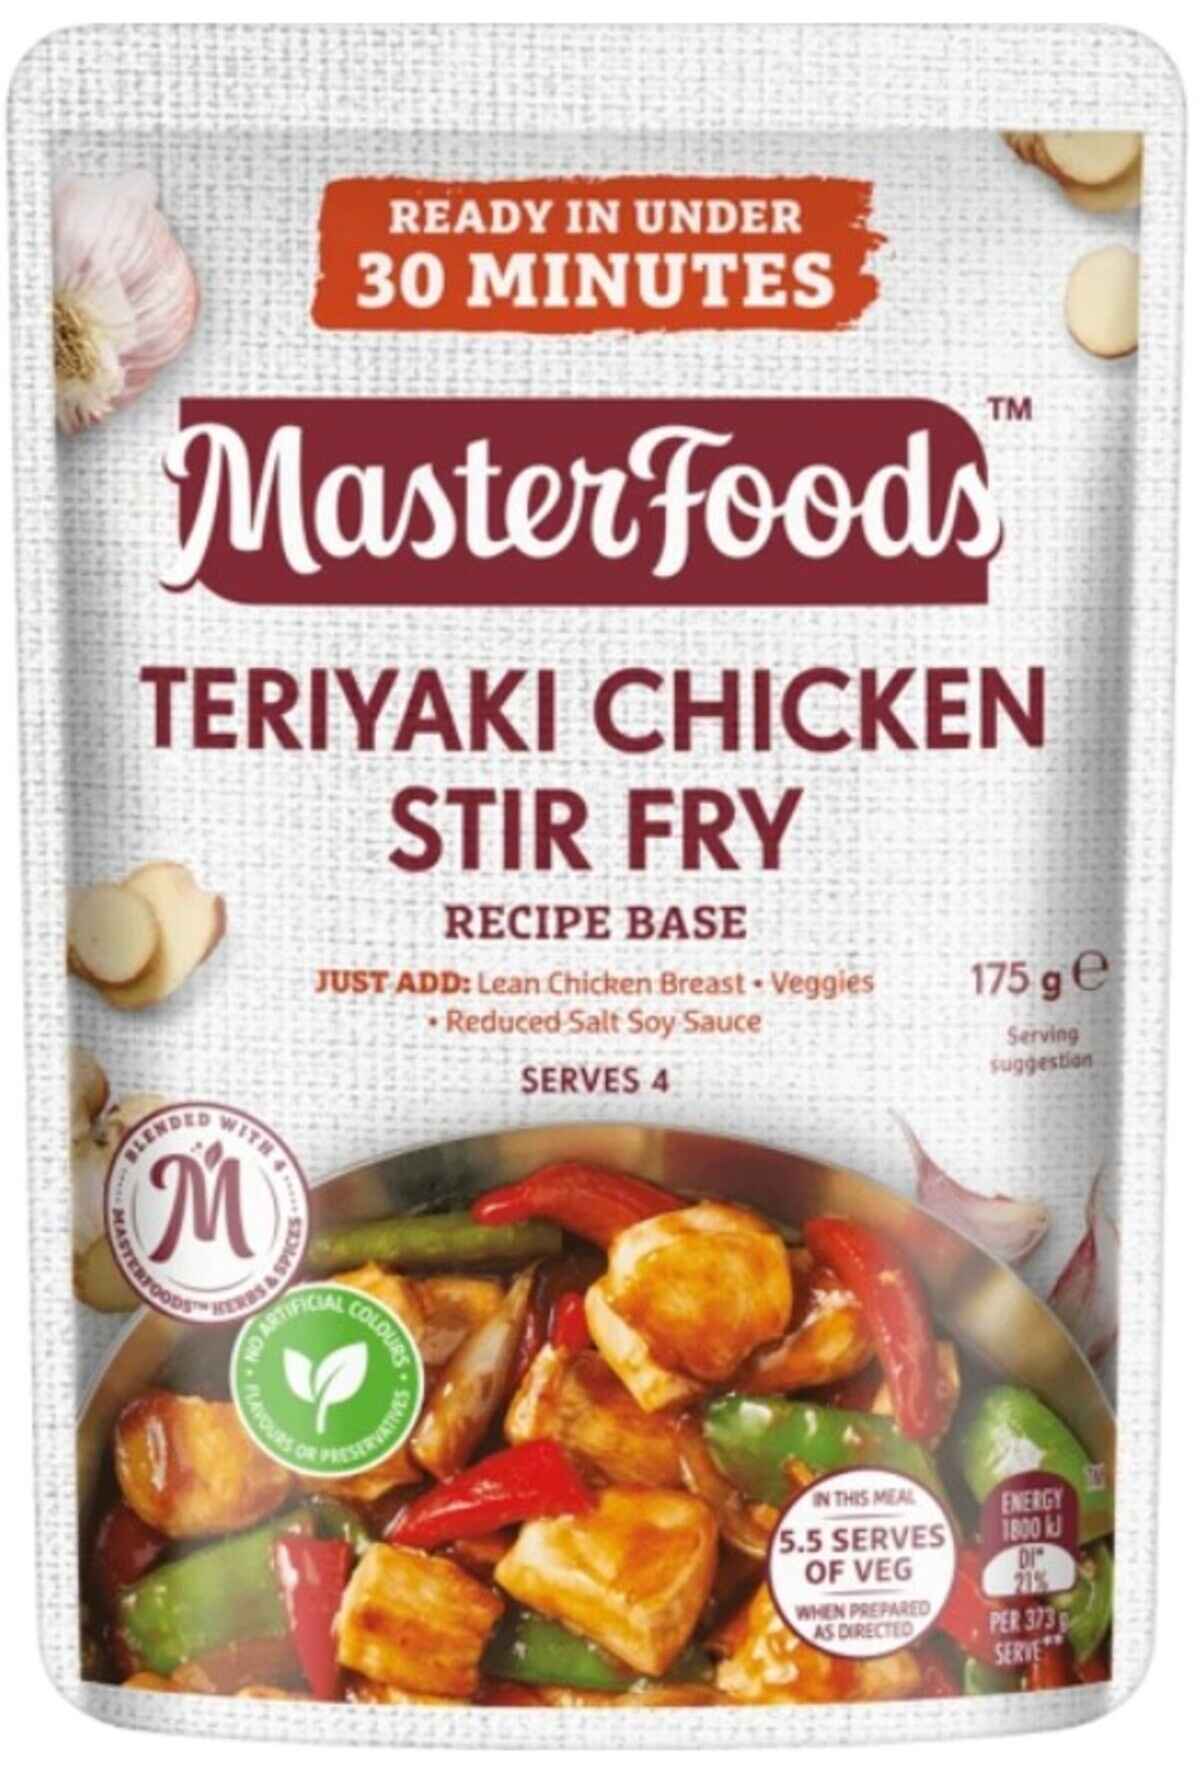 READY IN UNDER
30 MINUTES
MasterFoods™
TERIYAKI CHICKEN
STIR FRY
RECIPE BASE
JUST ADD: Lean Chicken Breast • Veggies
• Reduced Salt Soy Sauce
175 g ℮
Serving
suggestion
SERVES 4
BLENDED WITH 4
M
MASTERFOODS™ HERBS & SPICES
NO ARTIFICIAL COLOURS
FLAVOURS OR PRESERVATIVES
IN THIS MEAL
5.5 SERVES
OF VEG
WHEN PREPARED
AS DIRECTED
ENERGY
1800 kJ
DI*
21%
PER 373 g
SERVE**